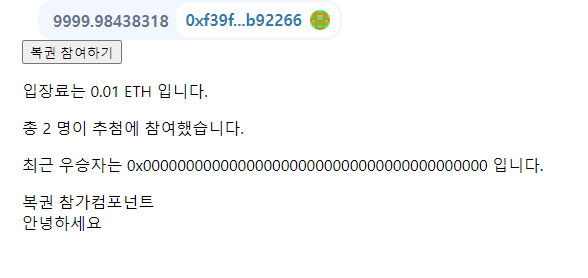 9999.98438318 0xf39f...b92266
복권 참여하기
입장료는 0.01 ETH 입니다.
총 2 명이 추첨에 참여했습니다.
최근 우승자는 0x0000000000000000000000000000000000000000 입니다.
복권 참가컴포넌트
안녕하세요